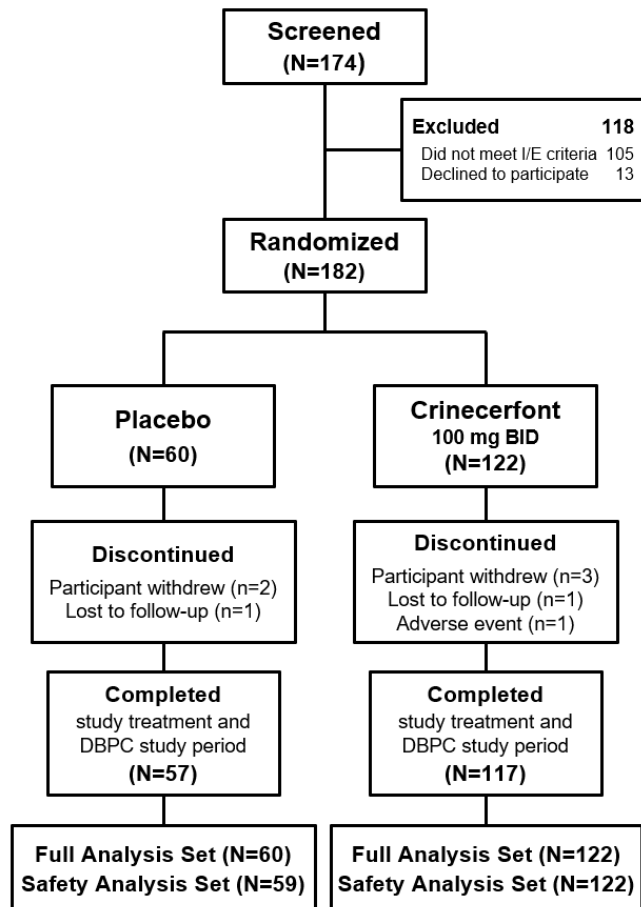 Screened
(N=174)
Excluded 118
Did not meet I/E criteria 105
Declined to participate 13
Randomized
(N=182)
Placebo
(N=60)
Crinecerfont
100 mg BID
(N=122)
Discontinued
Participant withdrew (n=2)
Lost to follow-up (n=1)
Discontinued
Participant withdrew (n=3)
Lost to follow-up (n=1)
Adverse event (n=1)
Completed
study treatment and
DBPC study period
(N=57)
Completed
study treatment and
DBPC study period
(N=117)
Full Analysis Set (N=60)
Safety Analysis Set (N=59)
Full Analysis Set (N=122)
Safety Analysis Set (N=122)